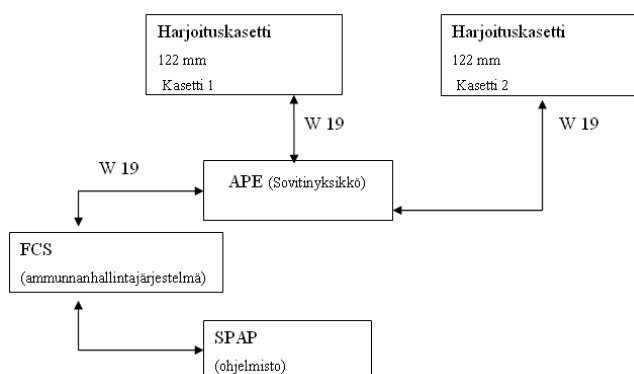 Harjoituskasetti
122 mm
Kasetti 1
Harjoituskasetti
122 mm
Kasetti 2
W 19
W 19
W 19
APE (Sovitinyksikkö)
FCS
(ammunnanhallintajärjestelmä)
SPAP
(ohjelmisto)